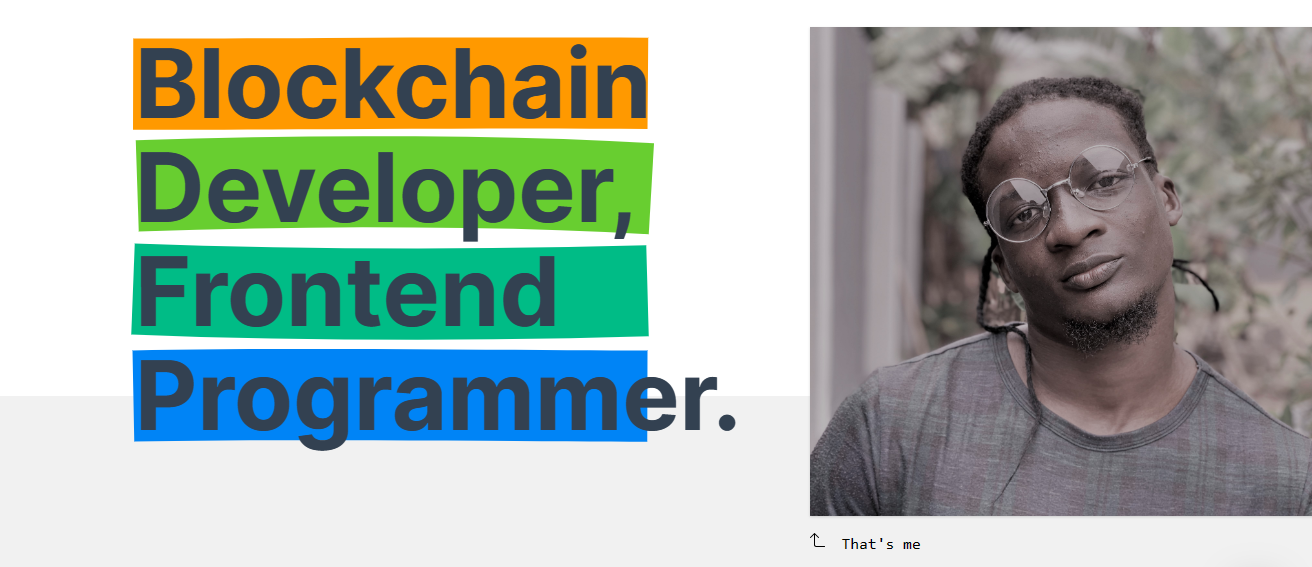 Blockchain
Developer,
Frontend
Programmer.
That's me